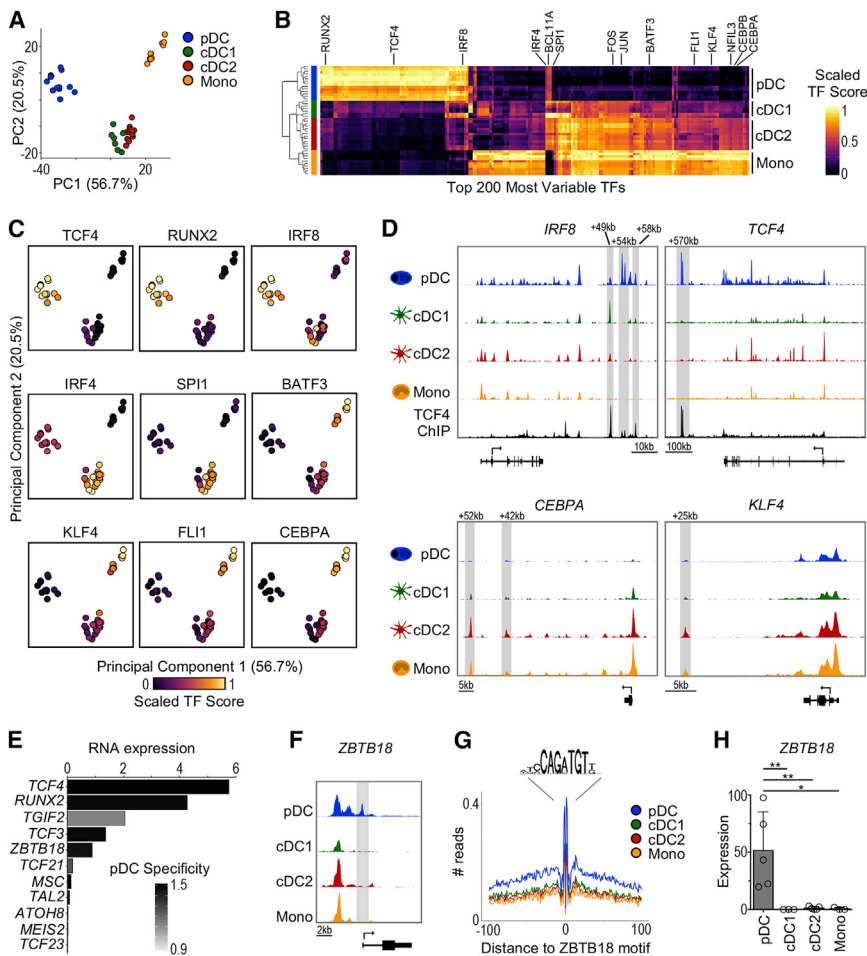 A
PC2 (20.5%)
20
-20
-40
20
PC1 (56.7%)
pDC
cDC1
cDC2
Mono
B
RUNX2
TCF4
IRF8
IRF4
BCL11A
SPI1
FOS
JUN
BATF3
FLI1
KLF4
NFIL3
CEBPB
CEBPA
pDC
cDC1
cDC2
Mono
Top 200 Most Variable TFs
Scaled
TF Score
1
0.5
0
C
TCF4
RUNX2
IRF8
IRF4
SPI1
BATF3
KLF4
FLI1
CEBPA
Principal Component 2 (20.5%)
Principal Component 1 (56.7%)
0
1
Scaled TF Score
D
IRF8
TCF4
+49kb
+54kb
+58kb
+570kb
pDC
cDC1
cDC2
Mono
TCF4
ChIP
10kb
100kb
CEBPA
KLF4
+52kb
+42kb
+25kb
pDC
cDC1
cDC2
Mono
5kb
5kb
E
RNA expression
0
2
4
6
TCF4
RUNX2
TGIF2
TCF3
ZBTB18
TCF21
MSC
TAL2
ATOH8
MEIS2
TCF23
pDC Specificity
1.5
0.9
F
ZBTB18
pDC
cDC1
cDC2
Mono
2kb
G
CAGATGT
0.4
0
# reads
-100
0
100
Distance to ZBTB18 motif
pDC
cDC1
cDC2
Mono
H
ZBTB18
**
**
*
100
50
0
Expression
pDC
cDC1
cDC2
Mono